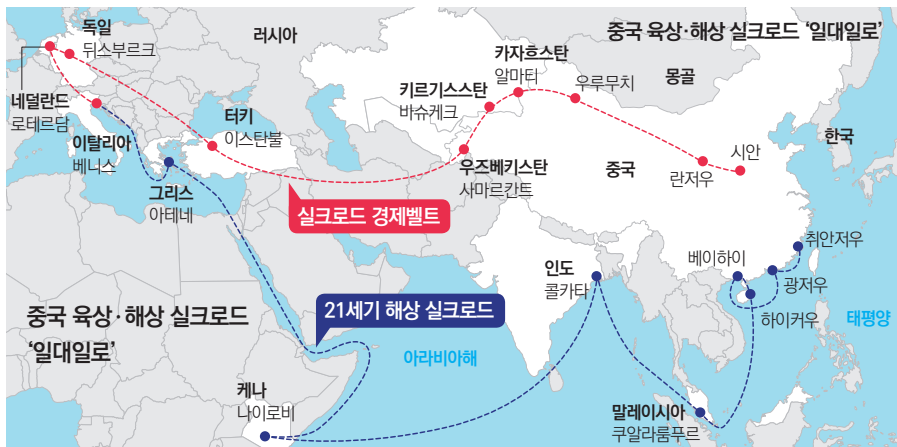 중국 육상·해상 실크로드 '일대일로'
독일
뒤스부르크
러시아
네덜란드
로테르담
이탈리아
베니스
터키
이스탄불
그리스
아테네
키르기스스탄
바슈케크
카자흐스탄
알마티
우루무치
몽골
한국
우즈베키스탄
사마르칸트
중국
란저우
시안
실크로드 경제벨트
인도
콜카타
베이하이
취안저우
광저우
하이커우
태평양
중국 육상·해상 실크로드
'일대일로'
21세기 해상 실크로드
아라비아해
케냐
나이로비
말레이시아
쿠알라룸푸르